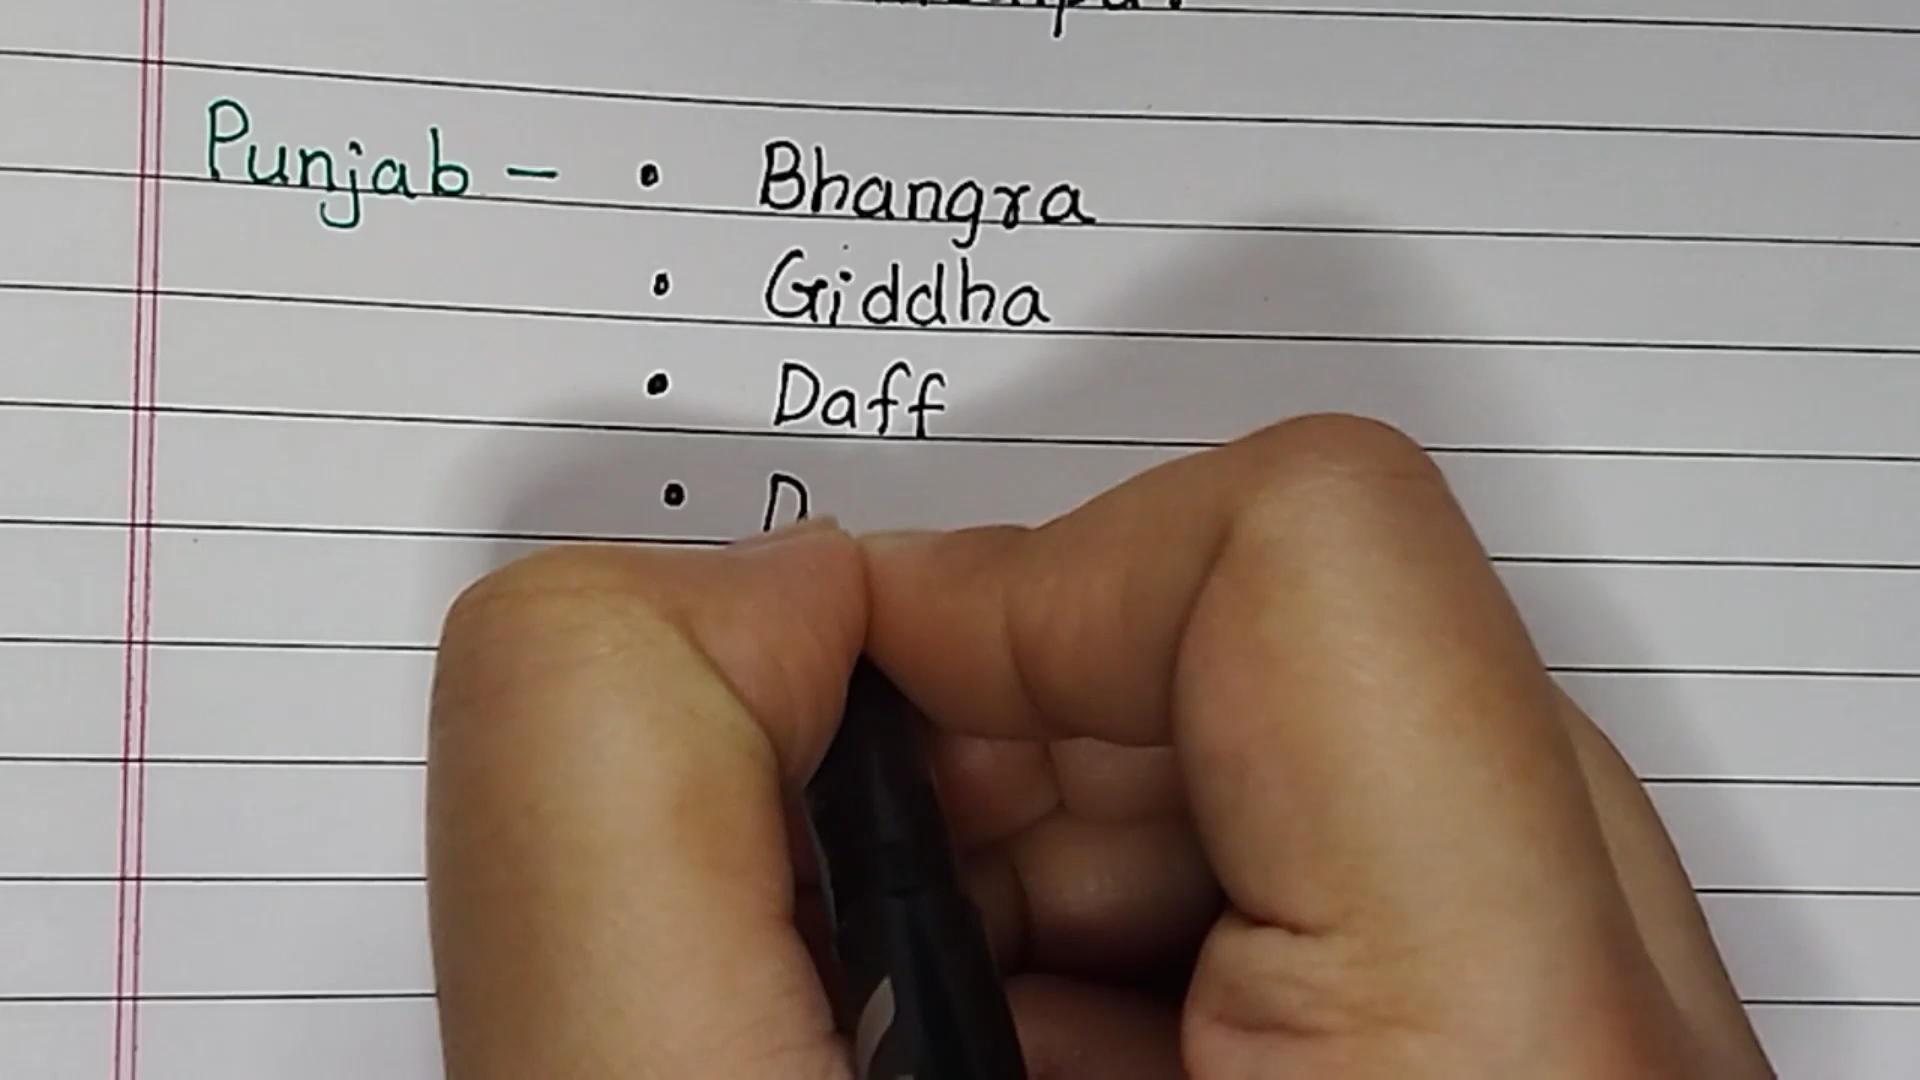 Punjab - • Bhangra
• Giddha
• Daff
• D